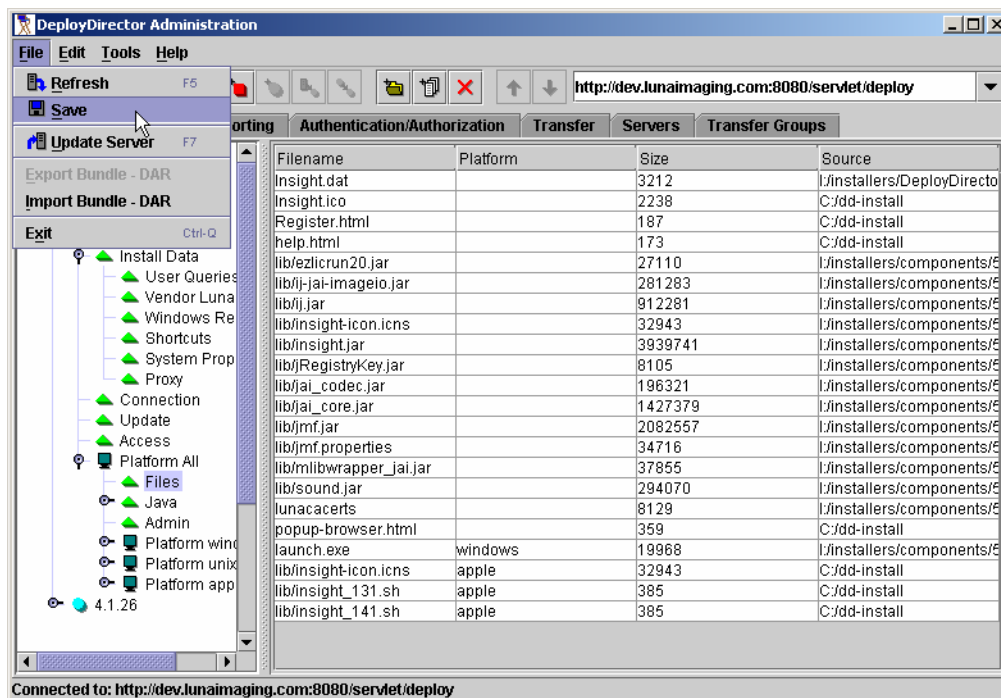 DeployDirector Administration
File Edit Tools Help
Refresh F5
Save
Update Server F7
Export Bundle - DAR
Import Bundle - DAR
Exit Ctrl-Q
http://dev.lunaimaging.com:8080/servlet/deploy
orting Authentication/Authorization Transfer Servers Transfer Groups
Install Data
User Queries
Vendor Luna
Windows Re
Shortcuts
System Prop
Proxy
Connection
Update
Access
Platform All
Files
Java
Admin
Platform wind
Platform unix
Platform app
4.1.26
Filename Platform Size Source
Insight.dat 3212 I:/installers/DeployDirecto
Insight.ico 2238 C:/dd-install
Register.html 187 C:/dd-install
help.html 173 C:/dd-install
lib/ezlicrun20.jar 27110 I:/installers/components/5
lib/ij-jai-imageio.jar 281283 I:/installers/components/5
lib/ij.jar 912281 I:/installers/components/5
lib/insight-icon.icns 32943 I:/installers/components/5
lib/insight.jar 3939741 I:/installers/components/5
lib/jRegistryKey.jar 8105 I:/installers/components/5
lib/jai_codec.jar 196321 I:/installers/components/5
lib/jai_core.jar 1427379 I:/installers/components/5
lib/jmf.jar 2082557 I:/installers/components/5
lib/jmf.properties 34716 I:/installers/components/5
lib/mlibwrapper_jai.jar 37855 I:/installers/components/5
lib/sound.jar 294070 I:/installers/components/5
lunacacerts 8129 I:/installers/components/5
popup-browser.html 359 C:/dd-install
launch.exe windows 19968 I:/installers/components/5
lib/insight-icon.icns apple 32943 C:/dd-install
lib/insight_131.sh apple 385 C:/dd-install
lib/insight_141.sh apple 385 C:/dd-install
Connected to: http://dev.lunaimaging.com:8080/servlet/deploy